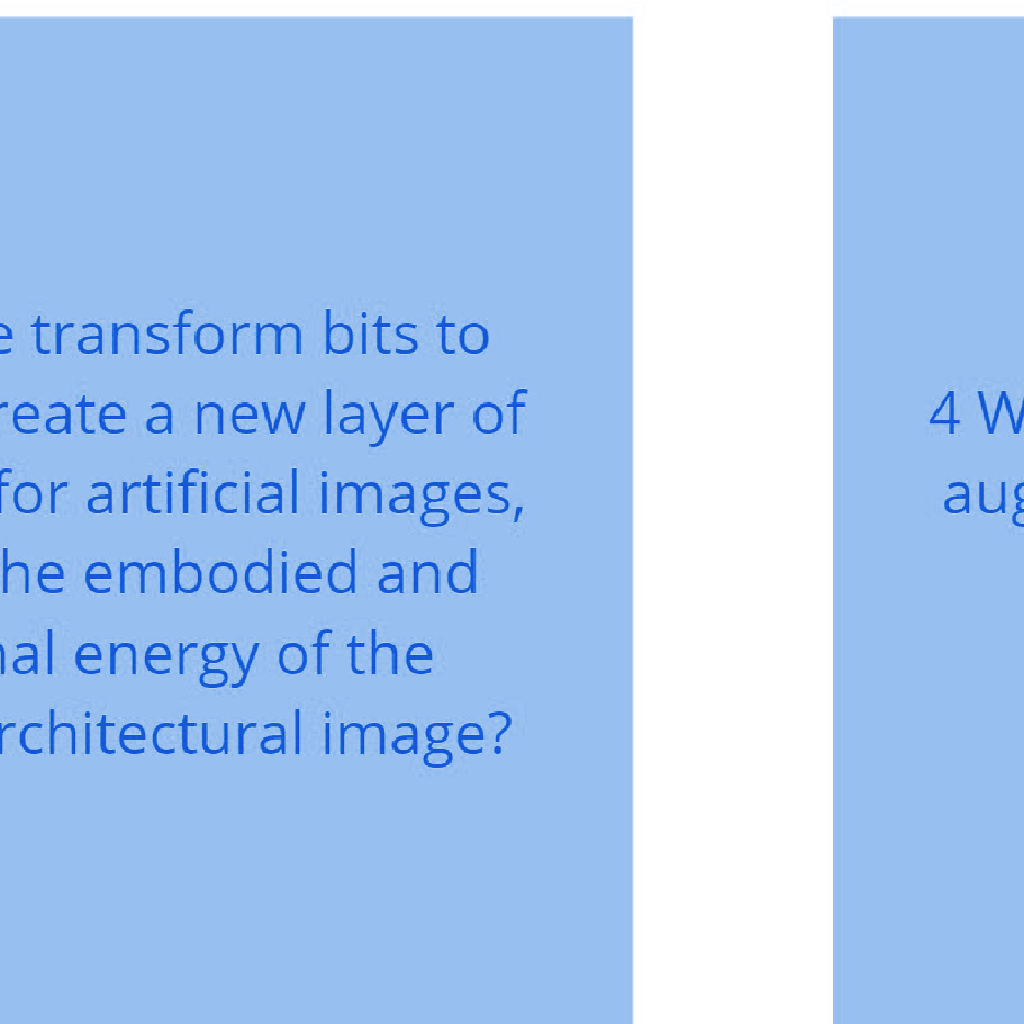 e transform bits to
reate a new layer of
for artificial images,
he embodied and
nal energy of the
rchitectural image?
4 W
aug